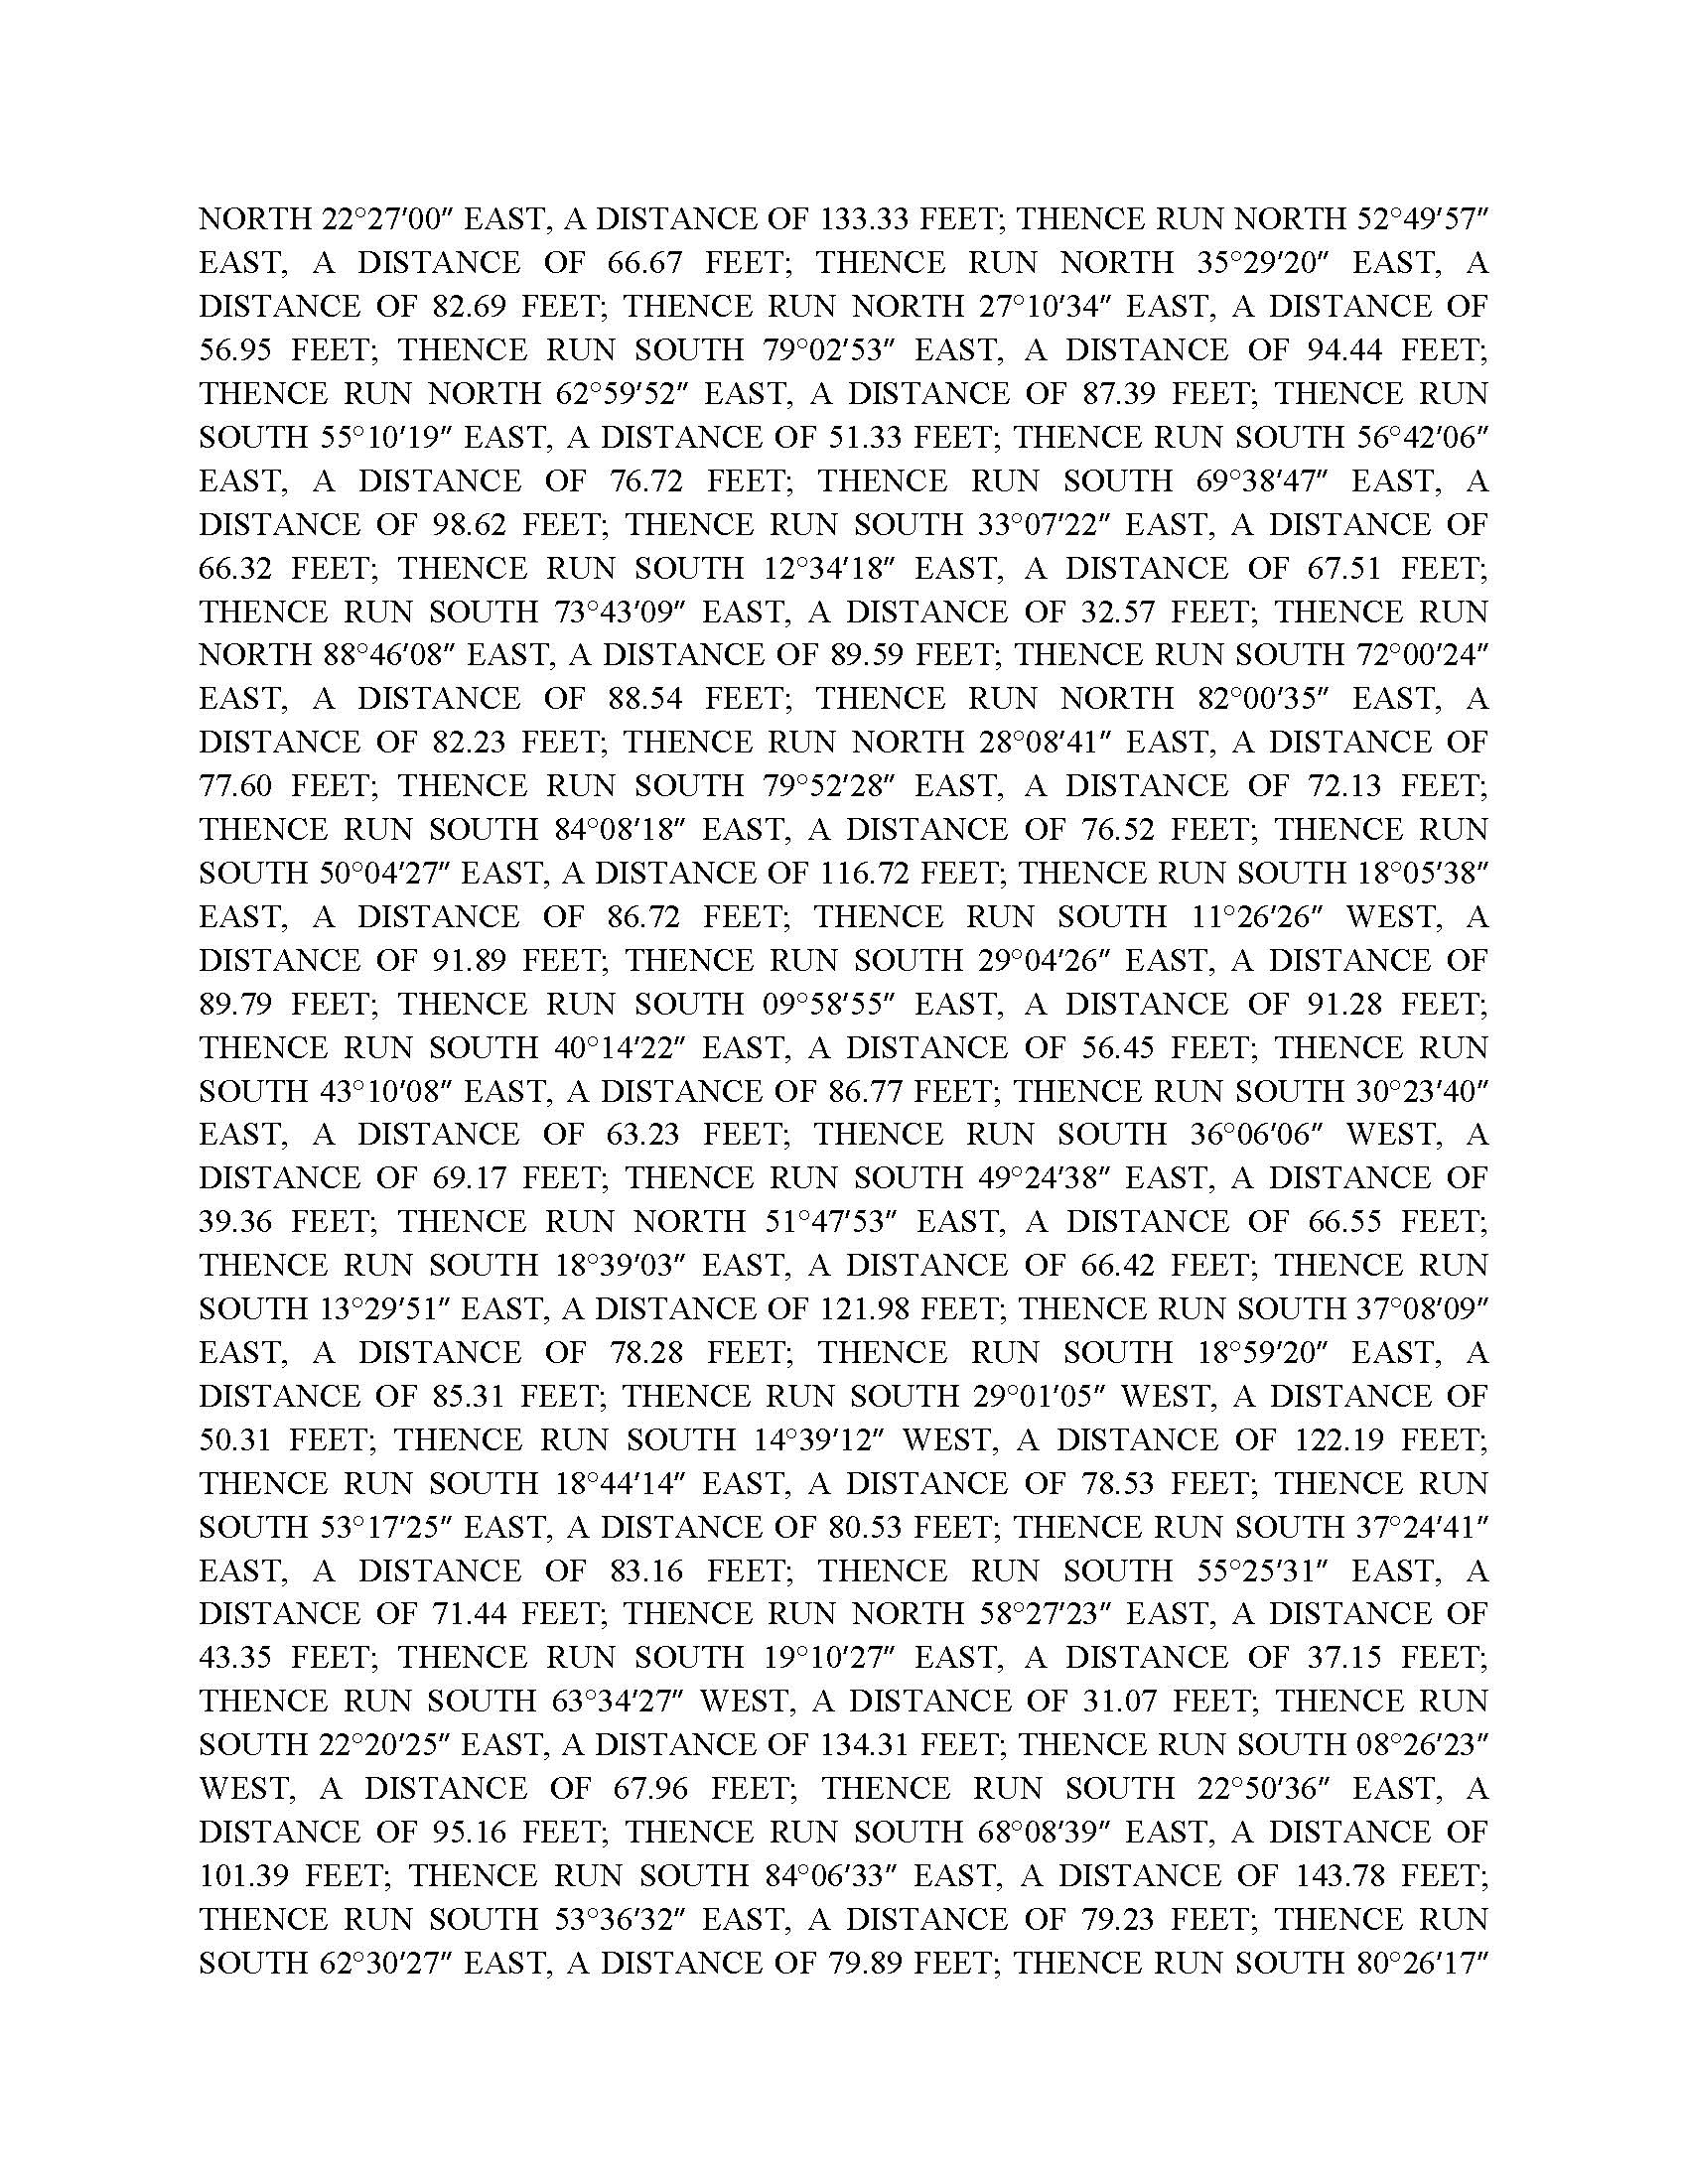 NORTH 22°27′00″ EAST, A DISTANCE OF 133.33 FEET; THENCE RUN NORTH 52°49′57″
EAST, A DISTANCE OF 66.67 FEET; THENCE RUN NORTH 35°29′20″ EAST, A
DISTANCE OF 82.69 FEET; THENCE RUN NORTH 27°10′34″ EAST, A DISTANCE OF
56.95 FEET; THENCE RUN SOUTH 79°02′53″ EAST, A DISTANCE OF 94.44 FEET;
THENCE RUN NORTH 62°59′52″ EAST, A DISTANCE OF 87.39 FEET; THENCE RUN
SOUTH 55°10′19″ EAST, A DISTANCE OF 51.33 FEET; THENCE RUN SOUTH 56°42′06″
EAST, A DISTANCE OF 76.72 FEET; THENCE RUN SOUTH 69°38′47″ EAST, A
DISTANCE OF 98.62 FEET; THENCE RUN SOUTH 33°07′22″ EAST, A DISTANCE OF
66.32 FEET; THENCE RUN SOUTH 12°34′18″ EAST, A DISTANCE OF 67.51 FEET;
THENCE RUN SOUTH 73°43′09″ EAST, A DISTANCE OF 32.57 FEET; THENCE RUN
NORTH 88°46′08″ EAST, A DISTANCE OF 89.59 FEET; THENCE RUN SOUTH 72°00′24″
EAST, A DISTANCE OF 88.54 FEET; THENCE RUN NORTH 82°00′35″ EAST, A
DISTANCE OF 82.23 FEET; THENCE RUN NORTH 28°08′41″ EAST, A DISTANCE OF
77.60 FEET; THENCE RUN SOUTH 79°52′28″ EAST, A DISTANCE OF 72.13 FEET;
THENCE RUN SOUTH 84°08′18″ EAST, A DISTANCE OF 76.52 FEET; THENCE RUN
SOUTH 50°04′27″ EAST, A DISTANCE OF 116.72 FEET; THENCE RUN SOUTH 18°05′38″
EAST, A DISTANCE OF 86.72 FEET; THENCE RUN SOUTH 11°26′26″ WEST, A
DISTANCE OF 91.89 FEET; THENCE RUN SOUTH 29°04′26″ EAST, A DISTANCE OF
89.79 FEET; THENCE RUN SOUTH 09°58′55″ EAST, A DISTANCE OF 91.28 FEET;
THENCE RUN SOUTH 40°14′22″ EAST, A DISTANCE OF 56.45 FEET; THENCE RUN
SOUTH 43°10′08″ EAST, A DISTANCE OF 86.77 FEET; THENCE RUN SOUTH 30°23′40″
EAST, A DISTANCE OF 63.23 FEET; THENCE RUN SOUTH 36°06′06″ WEST, A
DISTANCE OF 69.17 FEET; THENCE RUN SOUTH 49°24′38″ EAST, A DISTANCE OF
39.36 FEET; THENCE RUN NORTH 51°47′53″ EAST, A DISTANCE OF 66.55 FEET;
THENCE RUN SOUTH 18°39′03″ EAST, A DISTANCE OF 66.42 FEET; THENCE RUN
SOUTH 13°29′51″ EAST, A DISTANCE OF 121.98 FEET; THENCE RUN SOUTH 37°08′09″
EAST, A DISTANCE OF 78.28 FEET; THENCE RUN SOUTH 18°59′20″ EAST, A
DISTANCE OF 85.31 FEET; THENCE RUN SOUTH 29°01′05″ WEST, A DISTANCE OF
50.31 FEET; THENCE RUN SOUTH 14°39′12″ WEST, A DISTANCE OF 122.19 FEET;
THENCE RUN SOUTH 18°44′14″ EAST, A DISTANCE OF 78.53 FEET; THENCE RUN
SOUTH 53°17′25″ EAST, A DISTANCE OF 80.53 FEET; THENCE RUN SOUTH 37°24′41″
EAST, A DISTANCE OF 83.16 FEET; THENCE RUN SOUTH 55°25′31″ EAST, A
DISTANCE OF 71.44 FEET; THENCE RUN NORTH 58°27′23″ EAST, A DISTANCE OF
43.35 FEET; THENCE RUN SOUTH 19°10′27″ EAST, A DISTANCE OF 37.15 FEET;
THENCE RUN SOUTH 63°34′27″ WEST, A DISTANCE OF 31.07 FEET; THENCE RUN
SOUTH 22°20′25″ EAST, A DISTANCE OF 134.31 FEET; THENCE RUN SOUTH 08°26′23″
WEST, A DISTANCE OF 67.96 FEET; THENCE RUN SOUTH 22°50′36″ EAST, A
DISTANCE OF 95.16 FEET; THENCE RUN SOUTH 68°08′39″ EAST, A DISTANCE OF
101.39 FEET; THENCE RUN SOUTH 84°06′33″ EAST, A DISTANCE OF 143.78 FEET;
THENCE RUN SOUTH 53°36′32″ EAST, A DISTANCE OF 79.23 FEET; THENCE RUN
SOUTH 62°30′27″ EAST, A DISTANCE OF 79.89 FEET; THENCE RUN SOUTH 80°26′17″